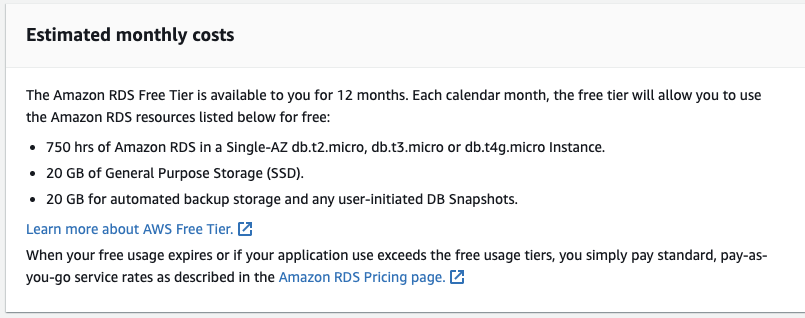 Estimated monthly costs
The Amazon RDS Free Tier is available to you for 12 months. Each calendar month, the free tier will allow you to use
the Amazon RDS resources listed below for free:
• 750 hrs of Amazon RDS in a Single-AZ db.t2.micro, db.t3.micro or db.t4g.micro Instance.
• 20 GB of General Purpose Storage (SSD).
• 20 GB for automated backup storage and any user-initiated DB Snapshots.
Learn more about AWS Free Tier.
When your free usage expires or if your application use exceeds the free usage tiers, you simply pay standard, pay-as-
you-go service rates as described in the Amazon RDS Pricing page.